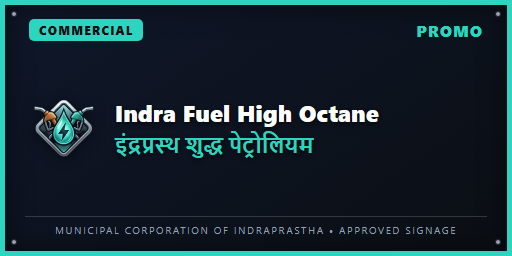 COMMERCIAL
PROMO
Indra Fuel High Octane
इंद्रप्रस्थ शुद्ध पेट्रोलियम
MUNICIPAL CORPORATION OF INDRAPRASTHA • APPROVED SIGNAGE